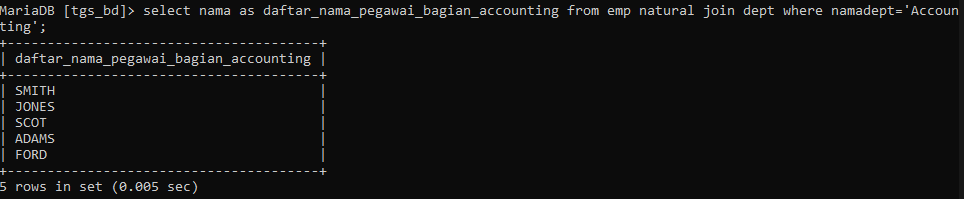 MariaDB [tgs_bd]> select nama as daftar_nama_pegawai_bagian_accounting from emp natural join dept where namadept='Accoun
ting';
+---------------------------------------+
| daftar_nama_pegawai_bagian_accounting |
+---------------------------------------+
| SMITH                                 |
| JONES                                 |
| SCOT                                  |
| ADAMS                                 |
| FORD                                  |
+---------------------------------------+
5 rows in set (0.005 sec)